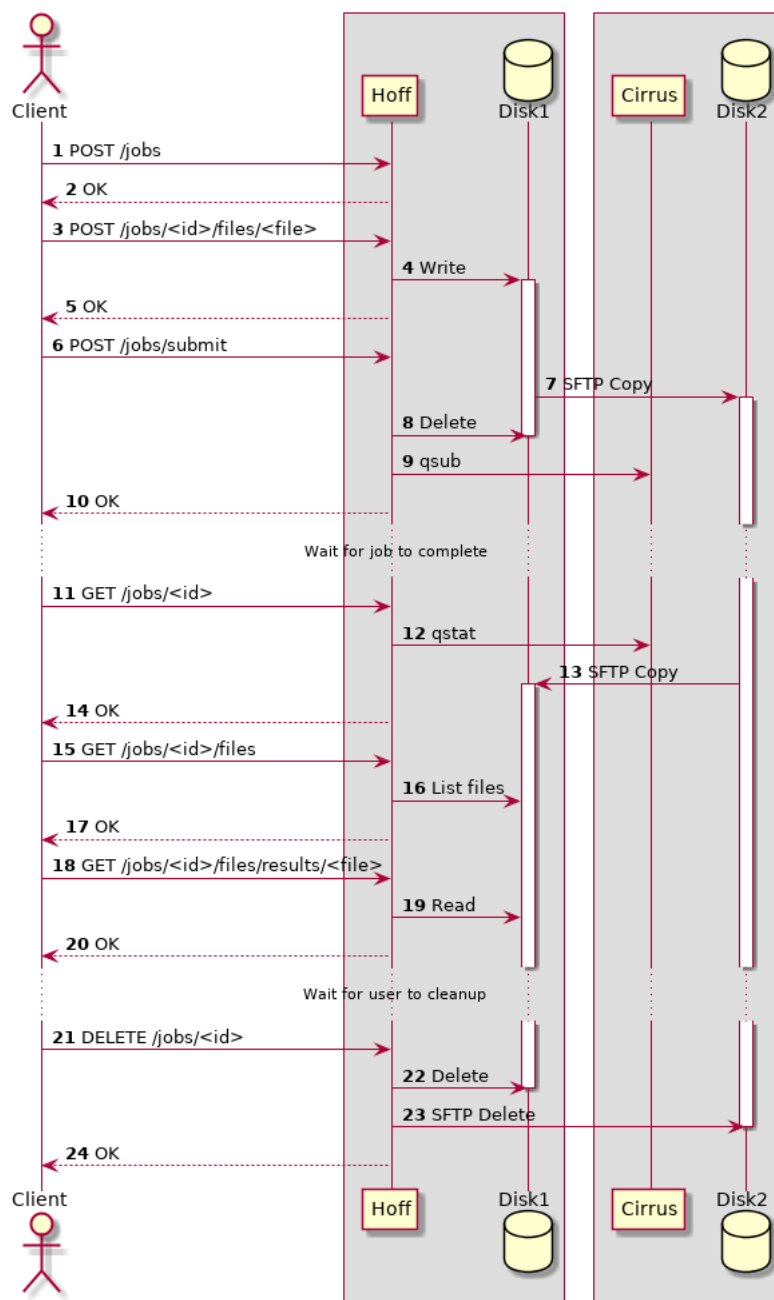 Client
Hoff
Disk1
Cirrus
Disk2
1 POST /jobs
2 OK
3 POST /jobs/<id>/files/<file>
4 Write
5 OK
6 POST /jobs/submit
7 SFTP Copy
8 Delete
9 qsub
10 OK
Wait for job to complete
11 GET /jobs/<id>
12 qstat
13 SFTP Copy
14 OK
15 GET /jobs/<id>/files
16 List files
17 OK
18 GET /jobs/<id>/files/results/<file>
19 Read
20 OK
Wait for user to cleanup
21 DELETE /jobs/<id>
22 Delete
23 SFTP Delete
24 OK
Client
Hoff
Disk1
Cirrus
Disk2